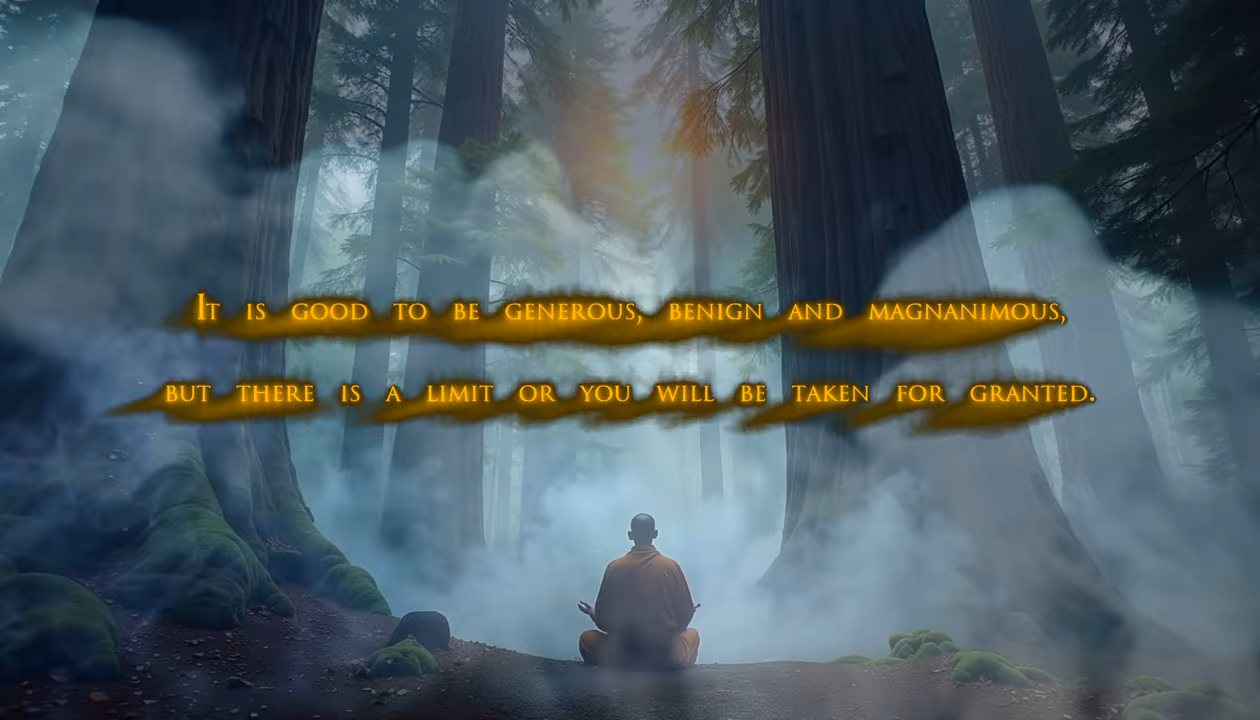 It is good to be generous, benign and magnanimous,
but there is a limit or you will be taken for granted.